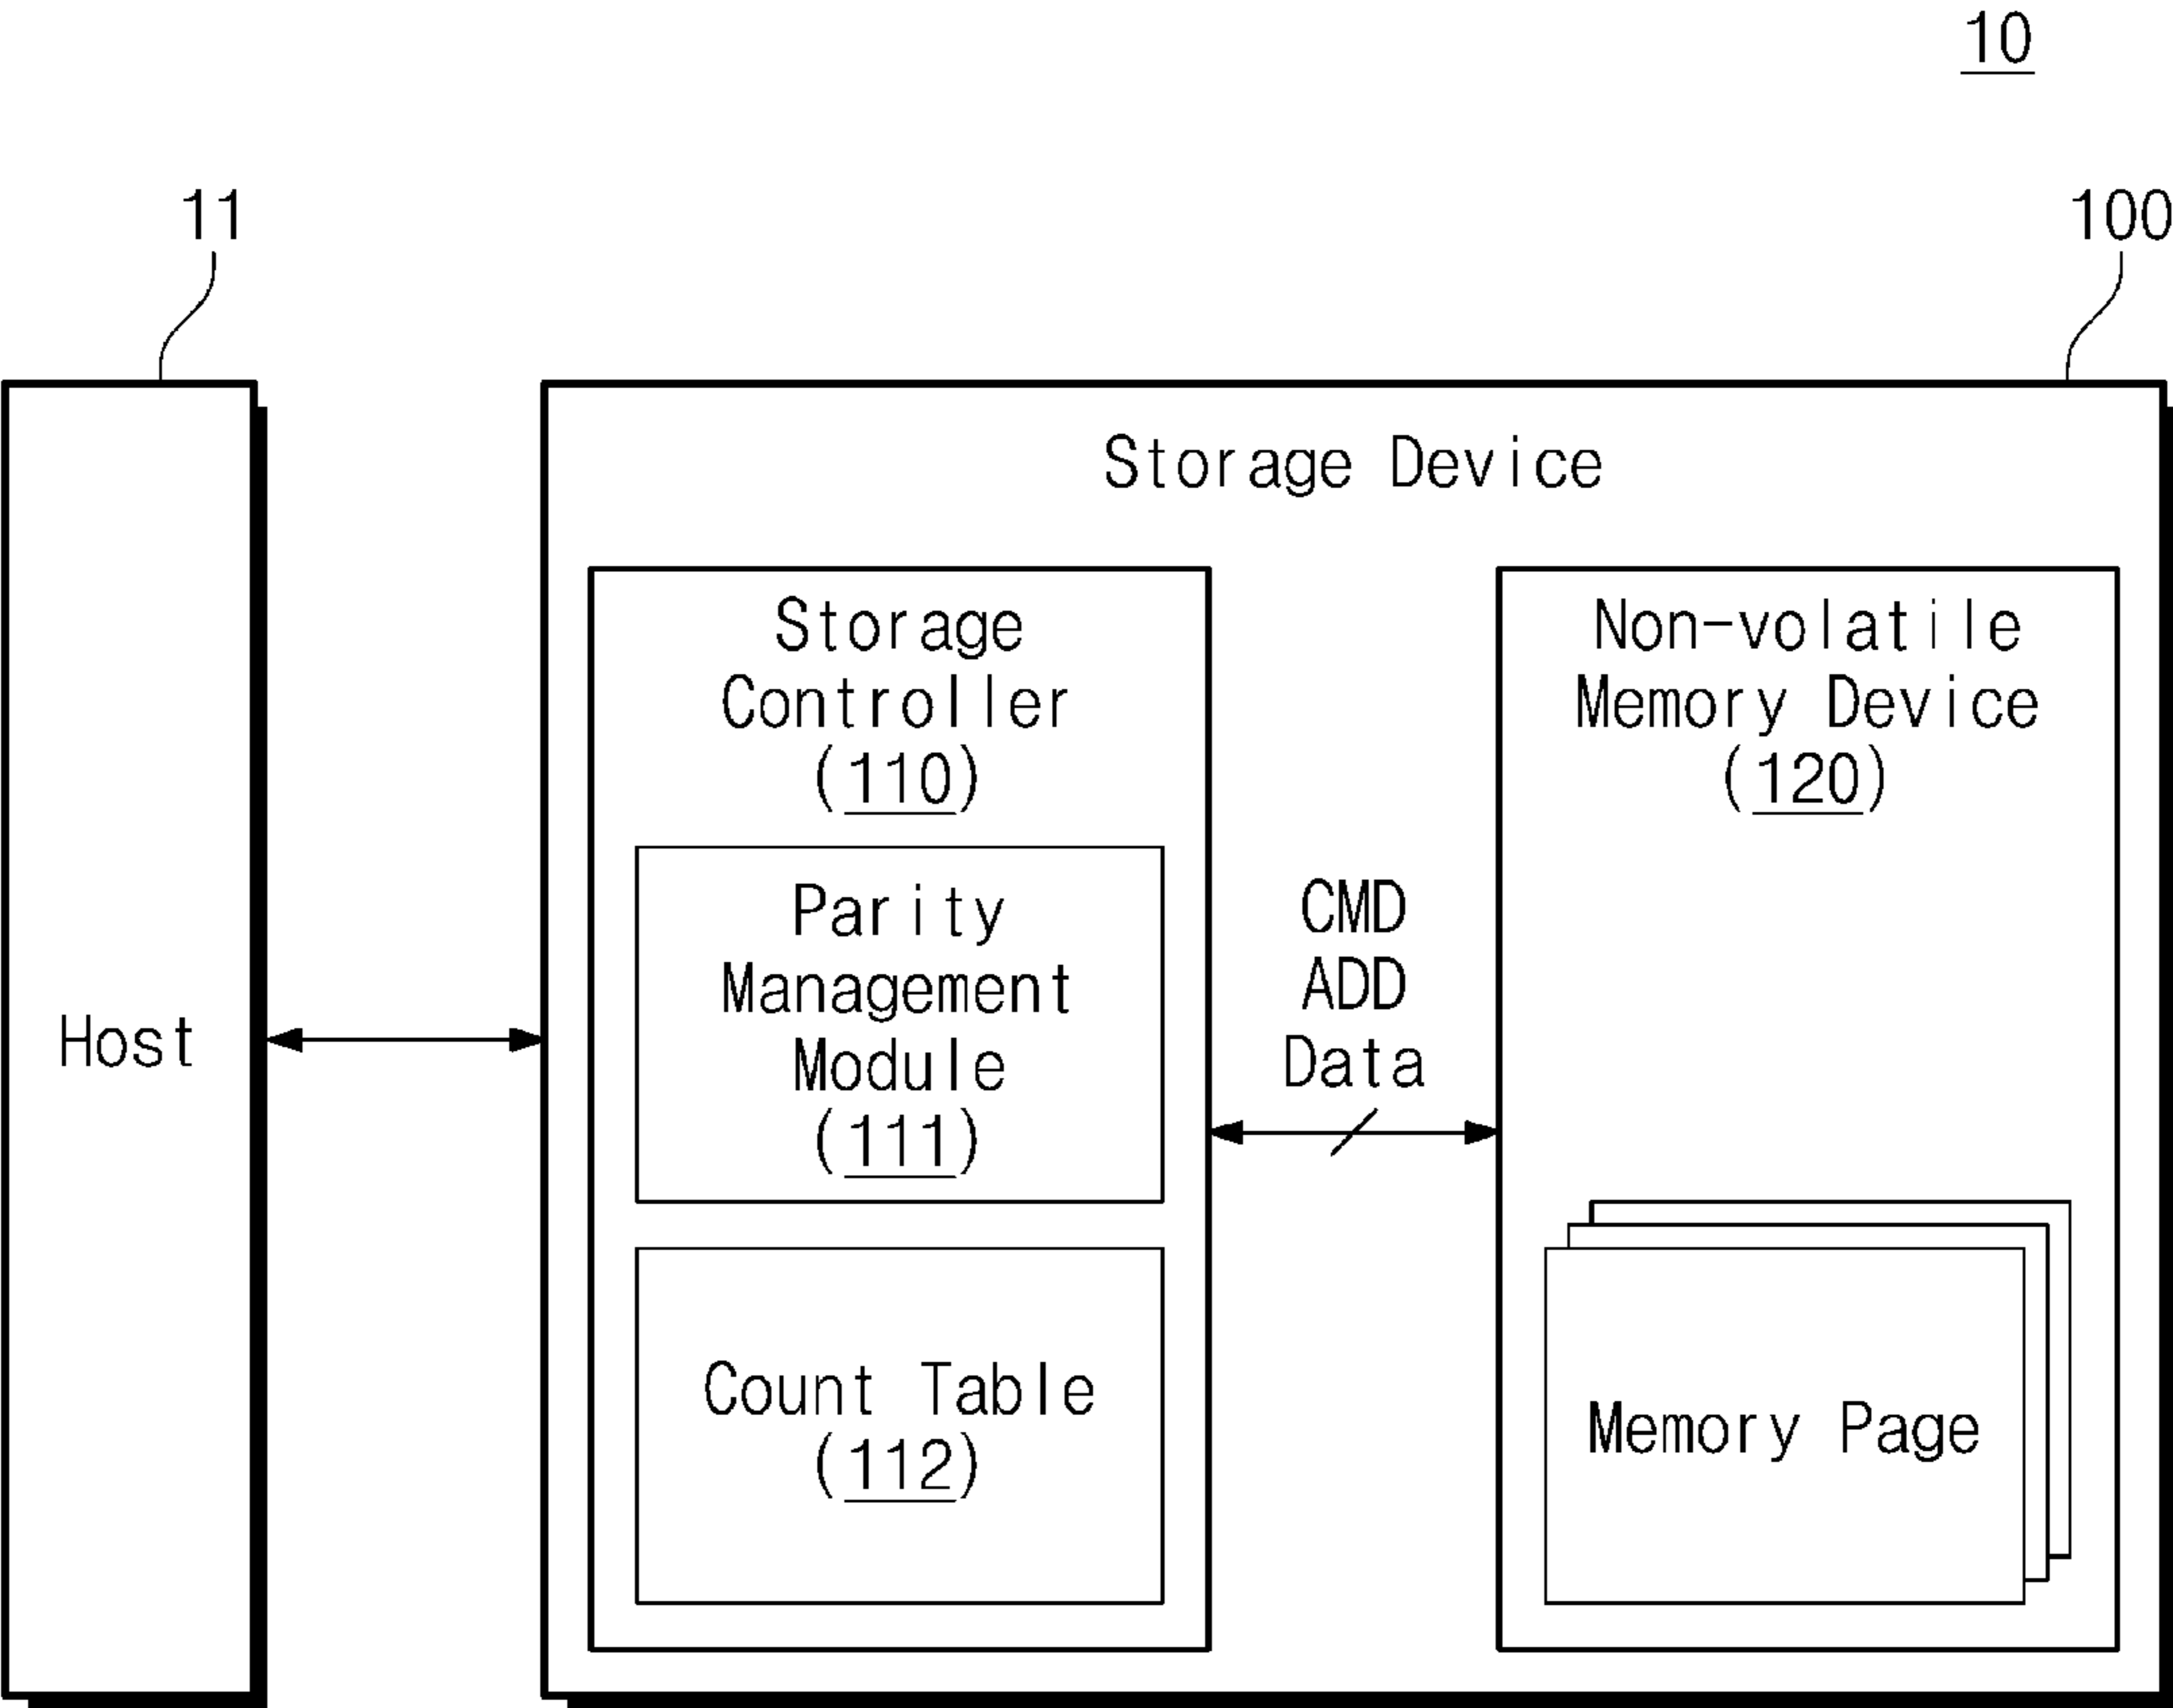 10
11
100
Storage Device
Storage
Controller
(110)
Non-volatile
Memory Device
(120)
Parity
Management
Module
(111)
CMD
ADD
Data
Host
Count Table
(112)
Memory Page